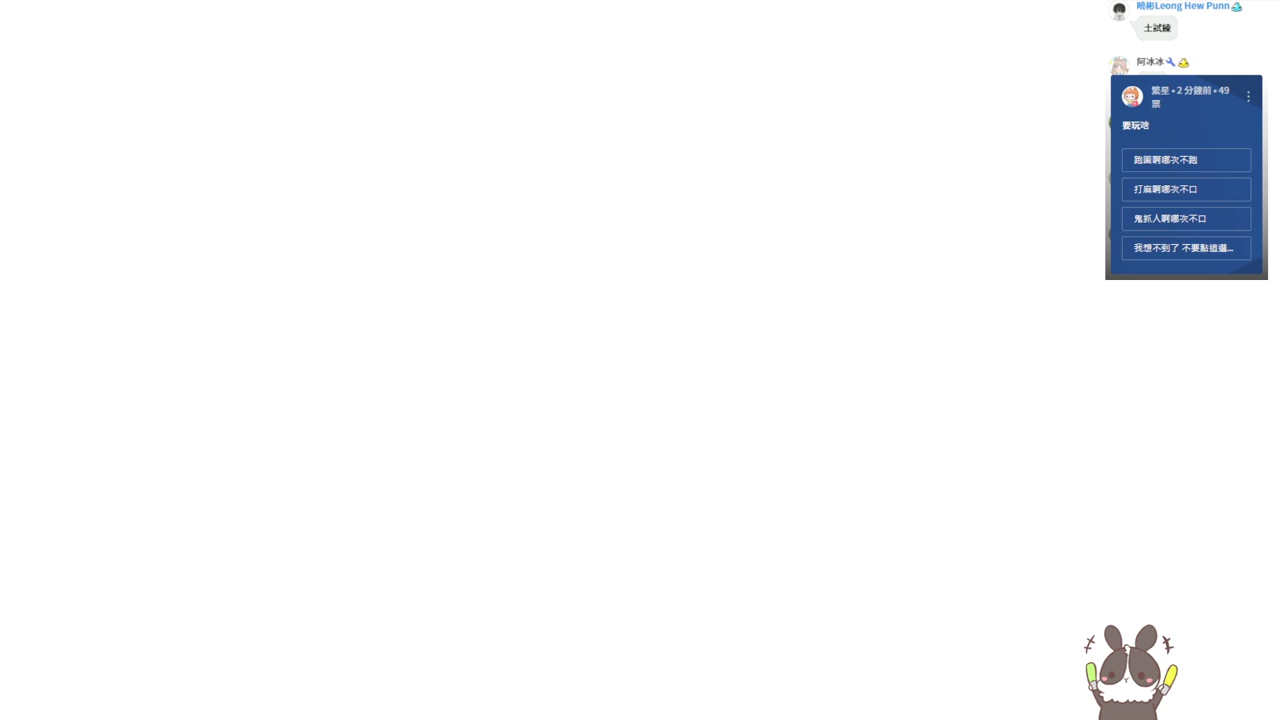 曉彬Leong Hew Punn
土試練
阿冰冰
繁星 • 2 分鐘前 • 49
票
要玩啥
跑圖啊哪次不跑
打麻啊哪次不口
鬼抓人啊哪次不口
我想不到了 不要點這選...